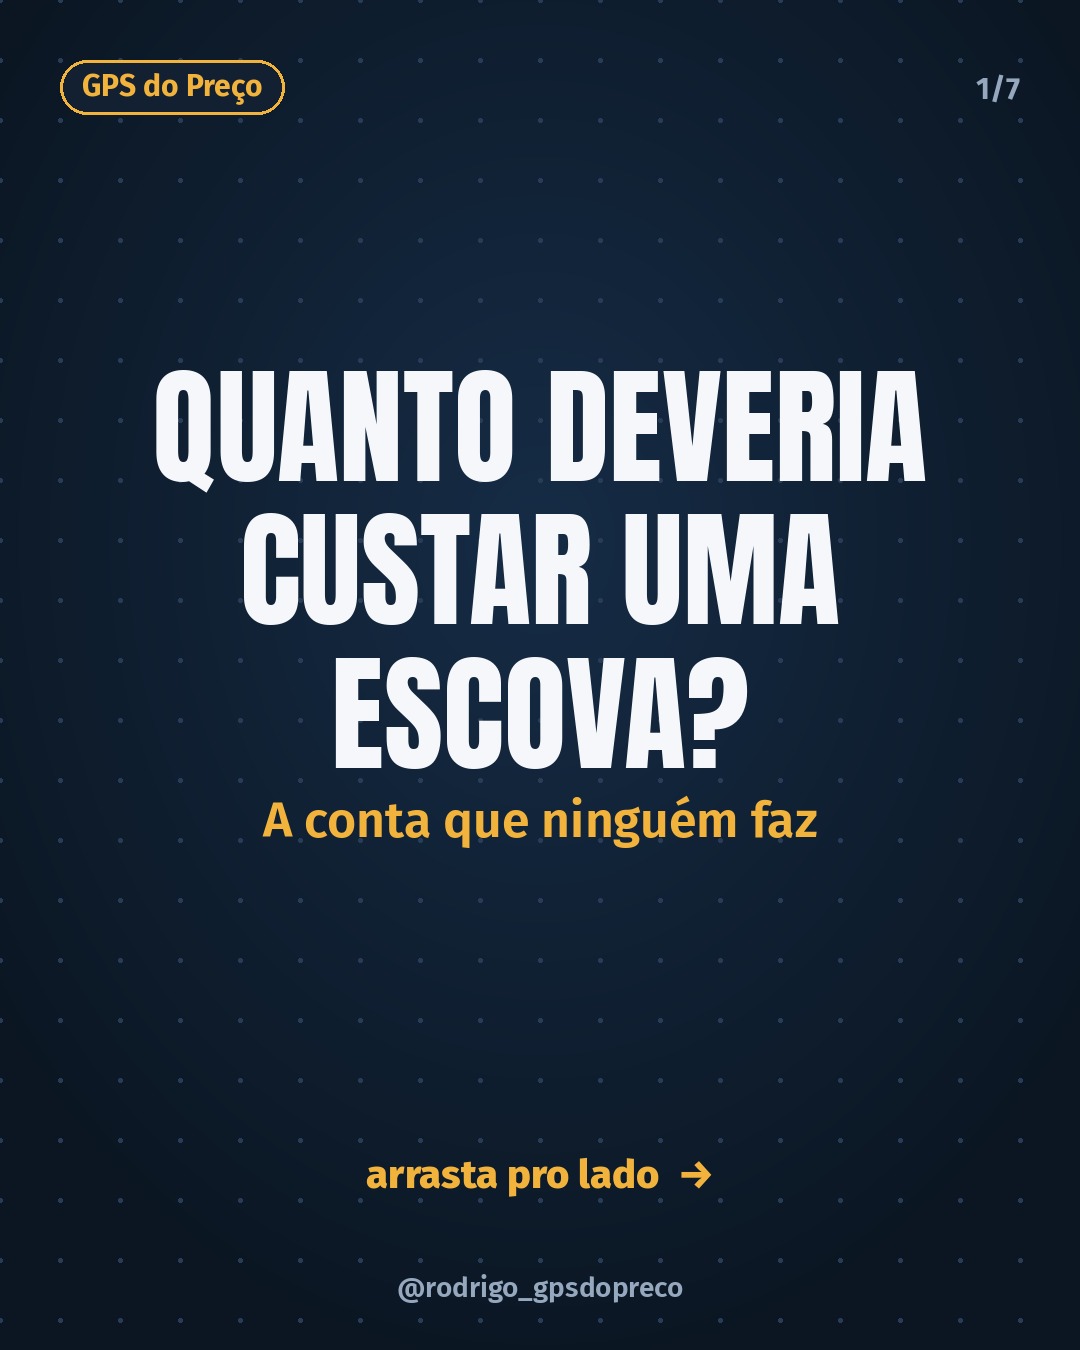 GPS do Preço
1/7
QUANTO DEVERIA
CUSTAR UMA
ESCOVA?
A conta que ninguém faz
arrasta pro lado →
@rodrigo_gpsdopreco